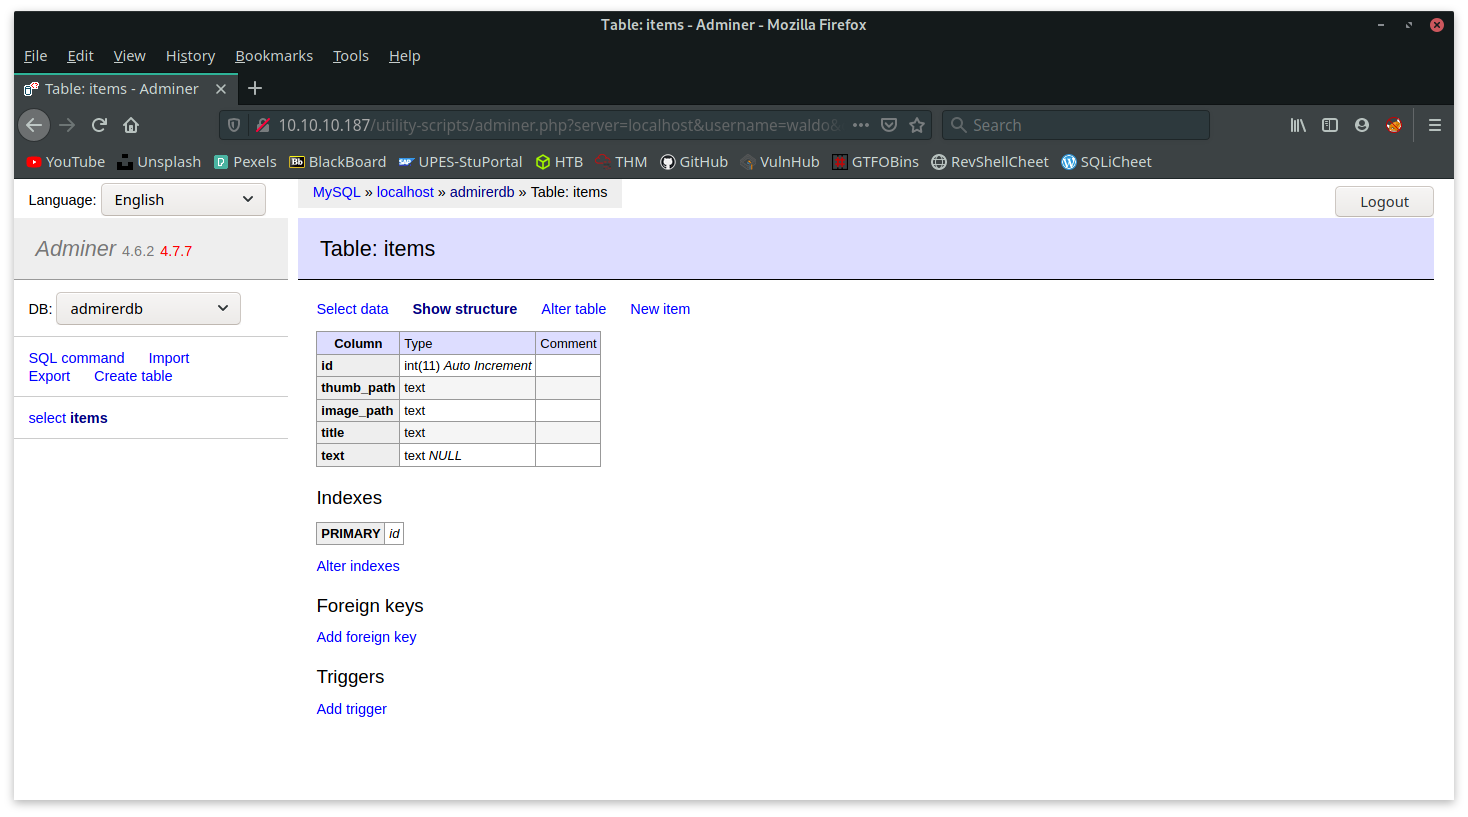 Table: items - Adminer - Mozilla Firefox
File Edit View History Bookmarks Tools Help
Table: items - Adminer
10.10.10.187/utility-scripts/adminer.php?server=localhost&username=waldo& Search
YouTube Unsplash Pexels BlackBoard UPES-StuPortal HTB THM GitHub VulnHub GTFOBins RevShellCheet SQLiCheet
Language: English
MySQL » localhost » admirerdb » Table: items
Logout
Adminer 4.6.2 4.7.7
Table: items
DB: admirerdb
SQL command Import
Export Create table
select items
Select data Show structure Alter table New item
Column Type Comment
id int(11) Auto Increment
thumb_path text
image_path text
title text
text text NULL
Indexes
PRIMARY id
Alter indexes
Foreign keys
Add foreign key
Triggers
Add trigger